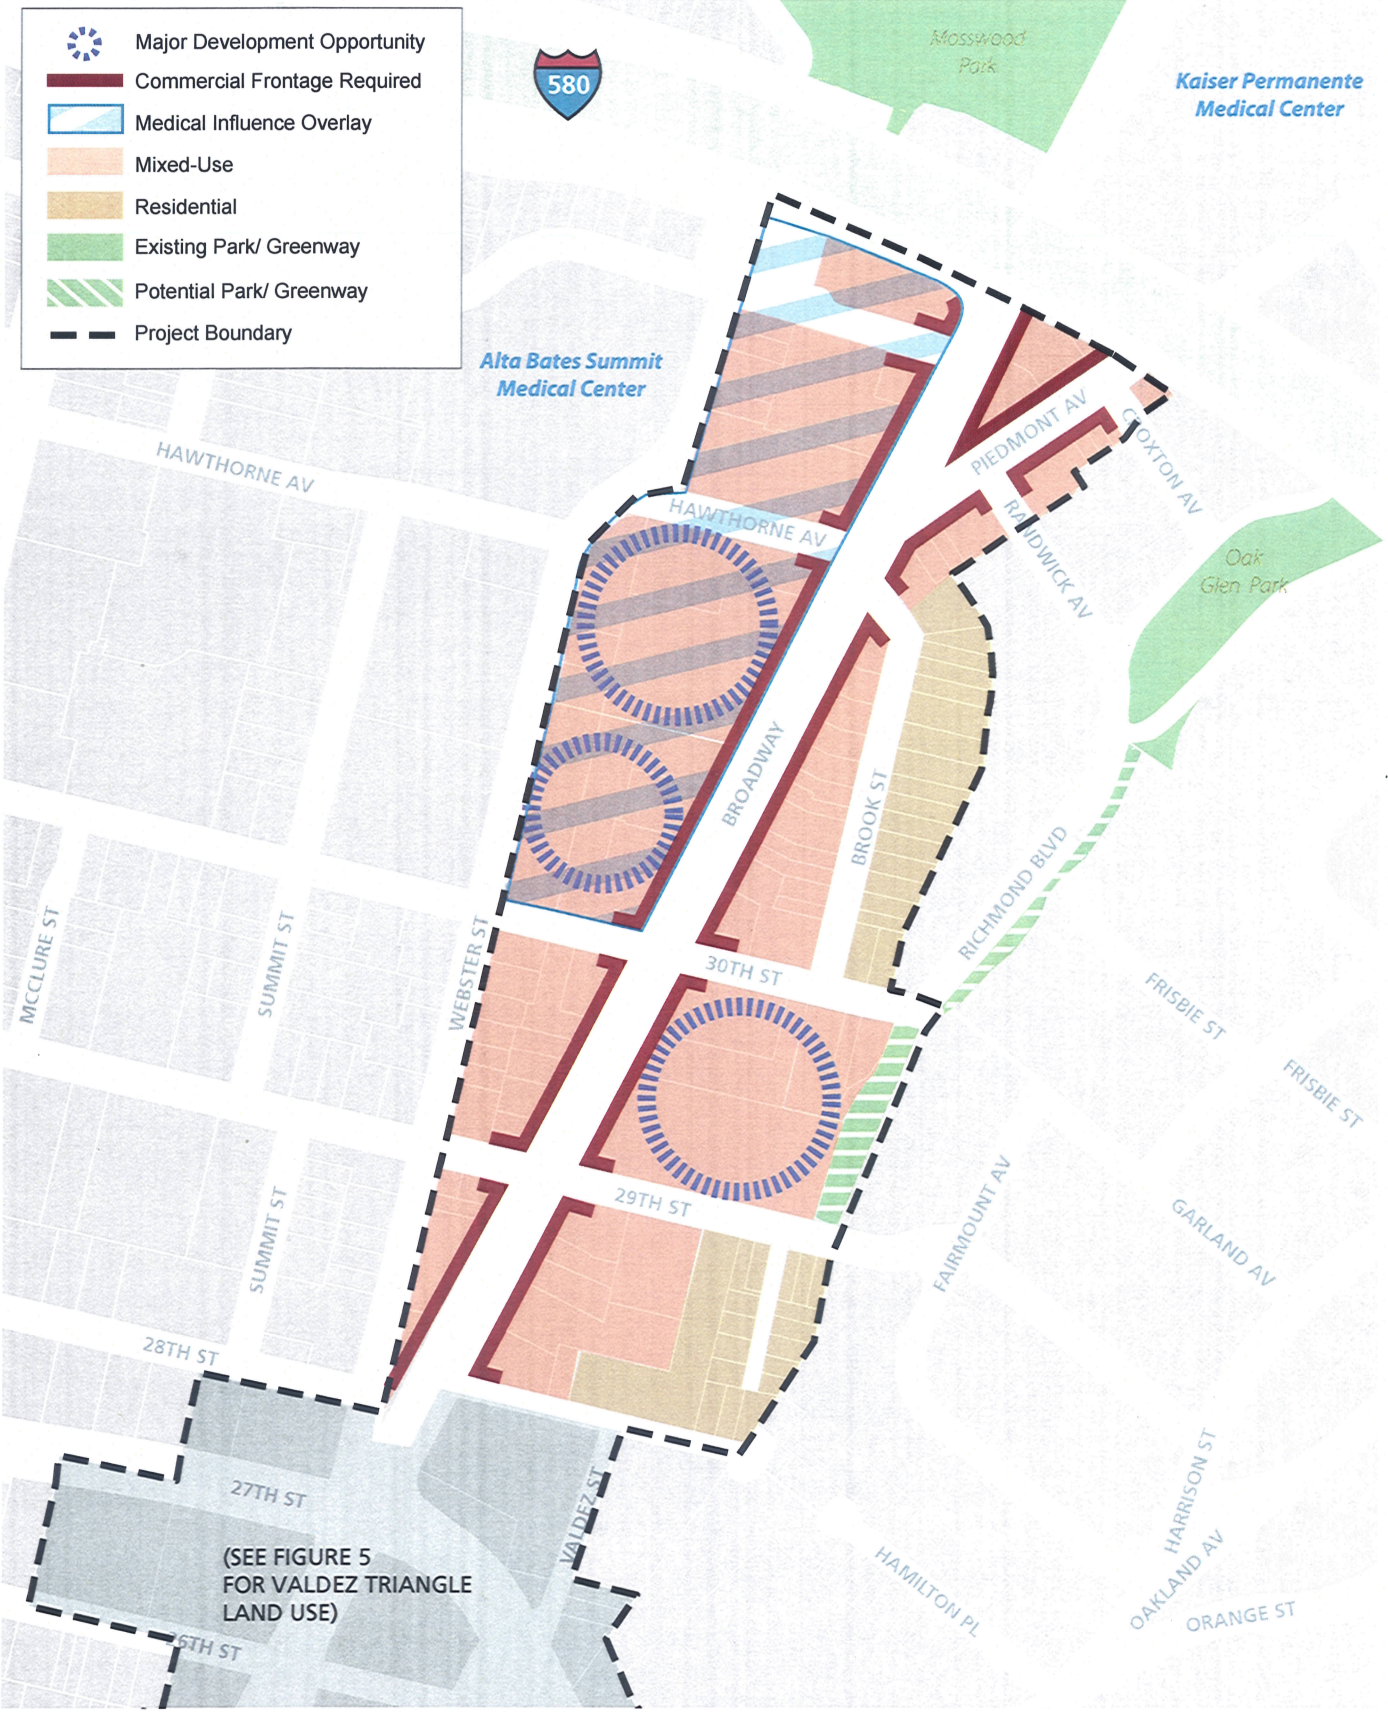 Major Development Opportunity
Commercial Frontage Required
Medical Influence Overlay
Mixed-Use
Residential
Existing Park/ Greenway
Potential Park/ Greenway
Project Boundary
580
Mosswood
Park
Kaiser Permanente
Medical Center
Alta Bates Summit
Medical Center
HAWTHORNE AV
HAWTHORNE AV
PIEDMONT AV
CROXTON AV
RANDWICK AV
Oak
Glen Park
BROADWAY
BROOK ST
RICHMOND BLVD
MCCLURE ST
SUMMIT ST
WEBSTER ST
30TH ST
FRISBIE ST
FRISBIE ST
29TH ST
SUMMIT ST
FAIRMOUNT AV
GARLAND AV
28TH ST
27TH ST
VALDEZ ST
HARRISON ST
(SEE FIGURE 5
FOR VALDEZ TRIANGLE
LAND USE)
HAMILTON PL
OAKLAND AV
ORANGE ST
26TH ST